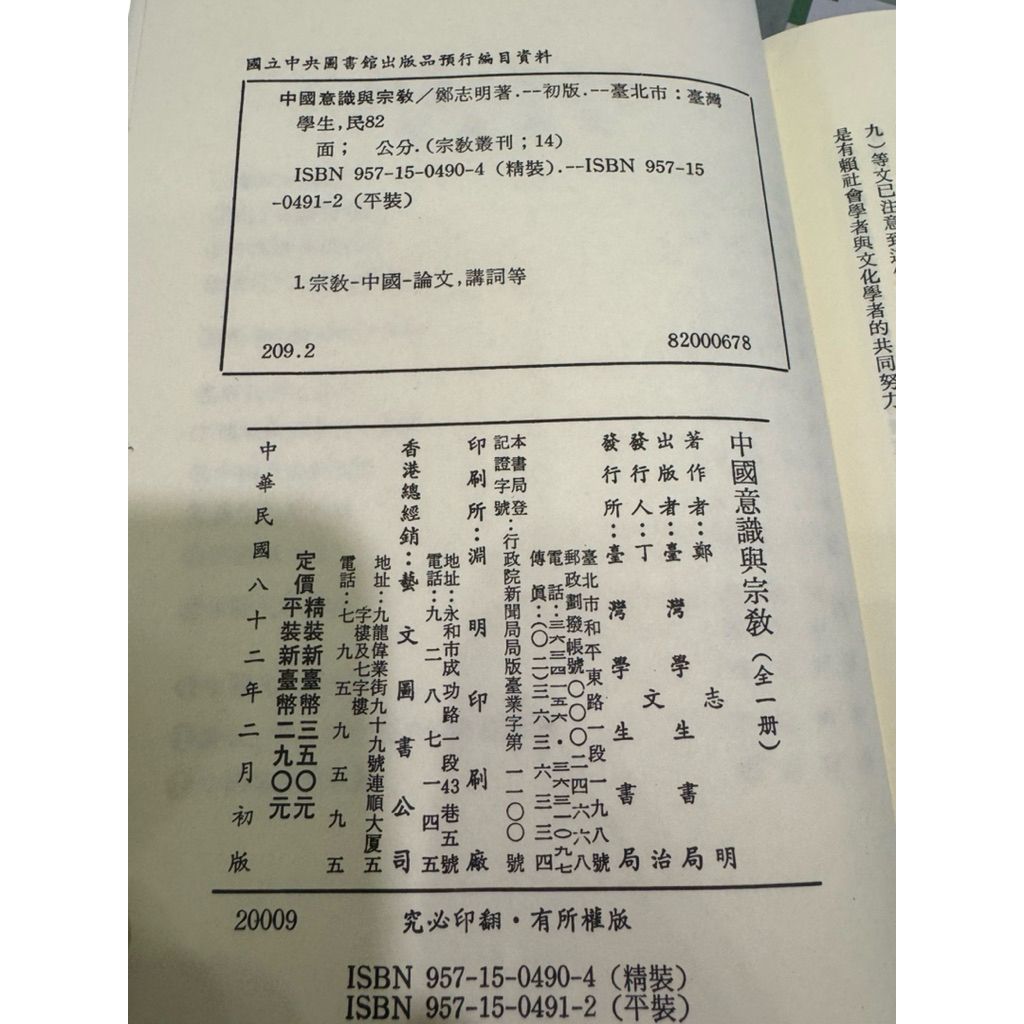 國立中央圖書館出版品預行編目資料
中國意識與宗教／鄭志明著.--初版.--臺北市：臺灣
學生,民82
面； 公分.(宗教叢刊；14)
ISBN 957-15-0490-4 (精裝).--ISBN 957-15
-0491-2 (平裝)
1.宗教-中國-論文,講詞等
209.2
82000678
中國意識與宗教（全一册）
著作者：鄭志明
出版者：臺灣學生書局
發行人：丁文治
發行所：臺灣學生書局
臺北市和平東路一段一九八號
郵政劃撥帳號〇〇〇二四六六八
電話：三六三四一五六・三六三一〇九七
傳眞：(〇二)三六三六三三四
本書局登
記證字號：行政院新聞局局版臺業字第一一〇〇號
印刷所：淵明印刷廠
地址：永和市成功路一段43巷五號
電話：九二八七一四五
香港總經銷：藝文圖書公司
地址：九龍偉業街九十九號連順大厦五
字樓及七字樓
電話：七九五九五九五
定價精裝新臺幣三五〇元
平裝新臺幣二九〇元
中華民國八十二年二月初版
20009
究必印翻・有所權版
ISBN 957-15-0490-4 (精裝)
ISBN 957-15-0491-2 (平裝)
九）等文已注意到
是有賴社會學者與文化學者的共同努力